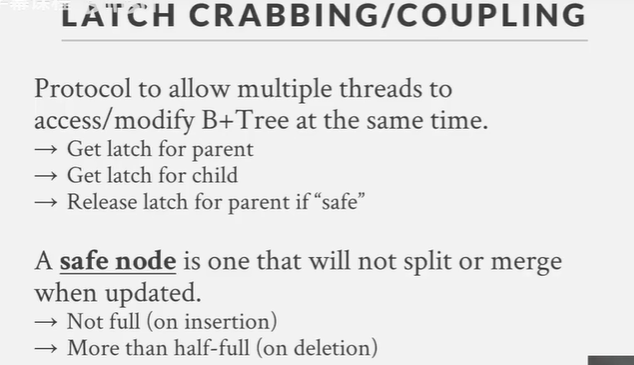 LATCH CRABBING/COUPLING
Protocol to allow multiple threads to
access/modify B+Tree at the same time.
→ Get latch for parent
→ Get latch for child
→ Release latch for parent if “safe”
A safe node is one that will not split or merge
when updated.
→ Not full (on insertion)
→ More than half-full (on deletion)